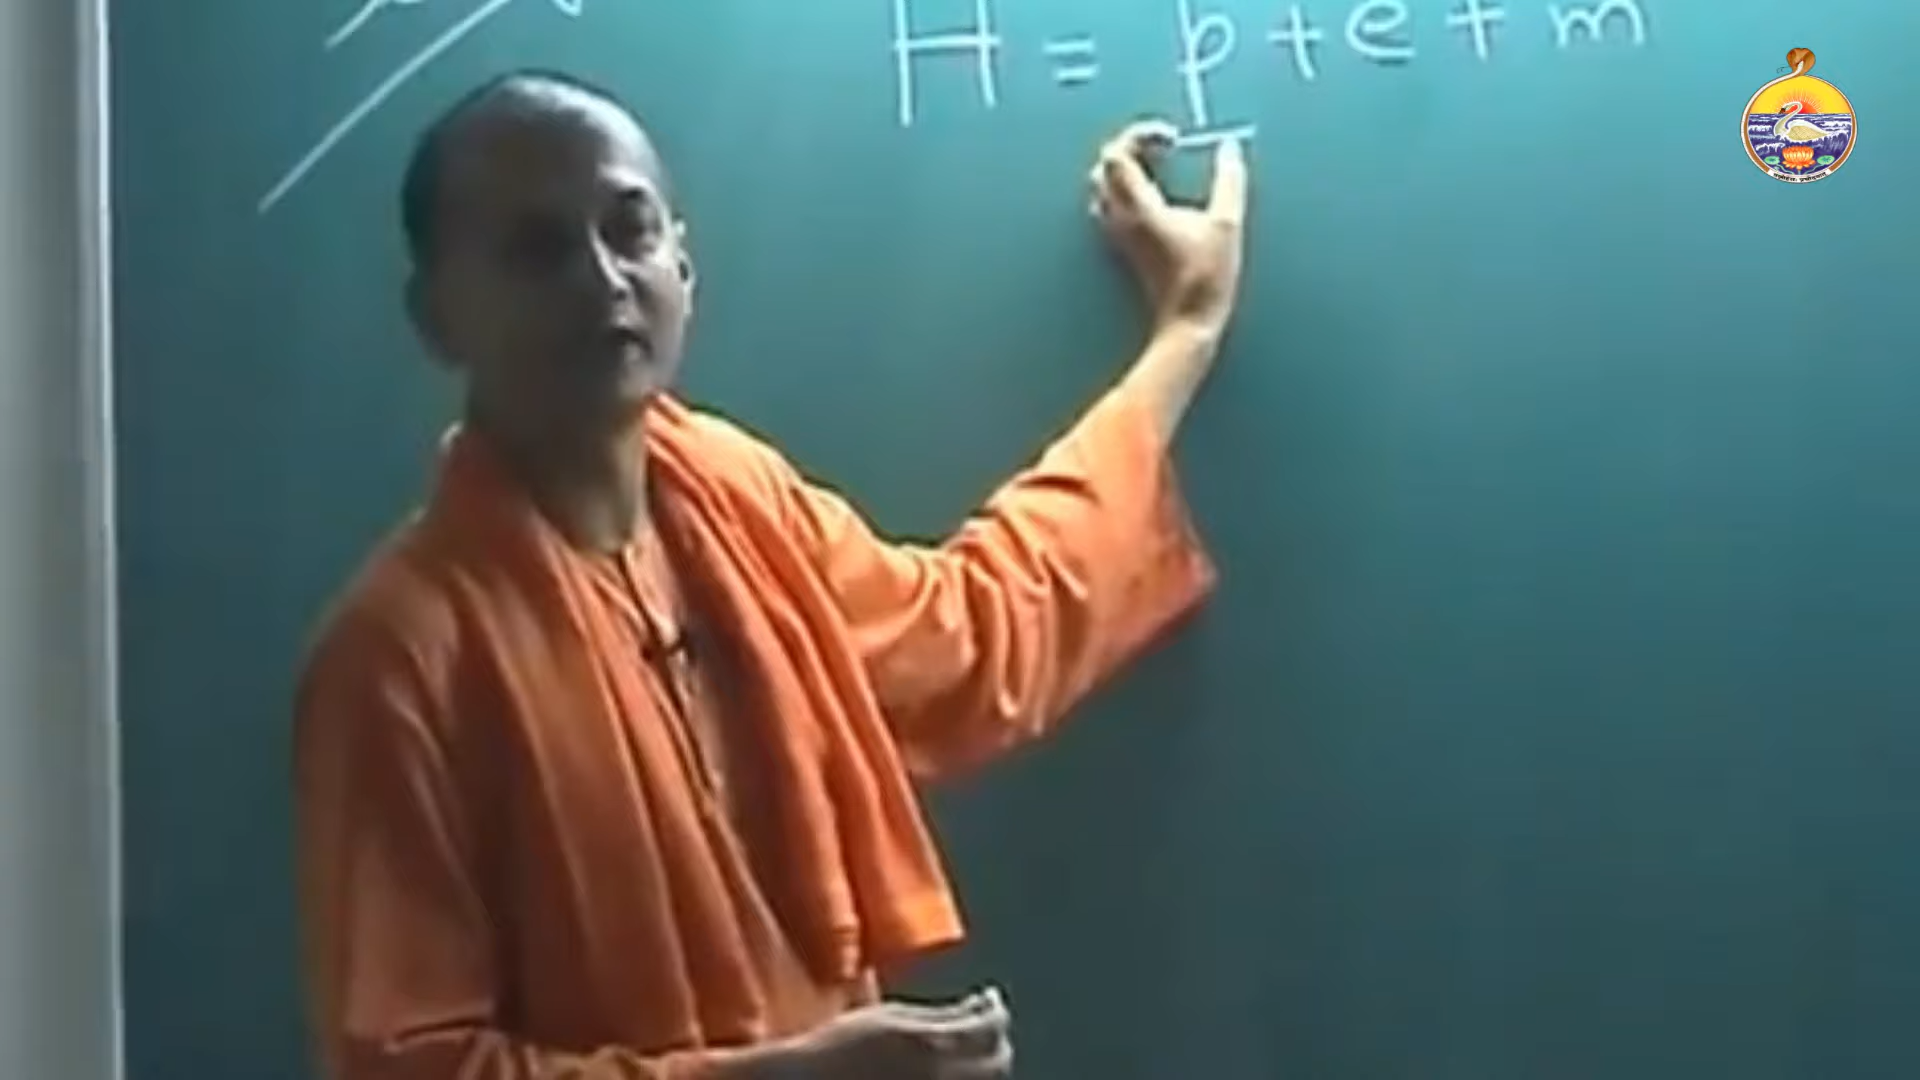 H = p + e + m